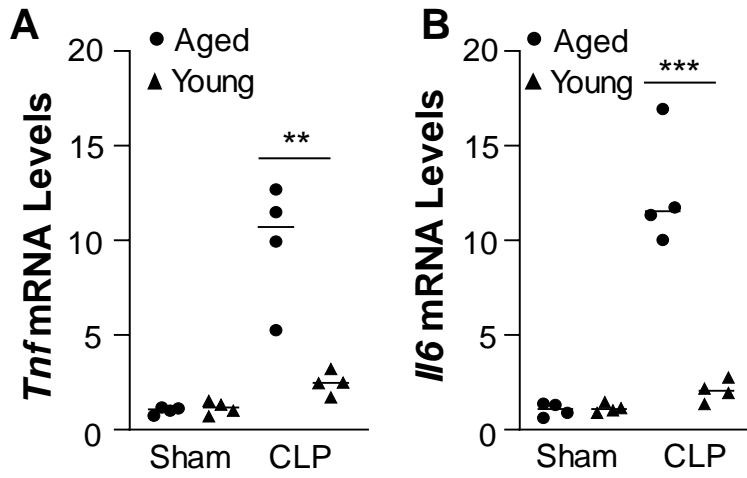 A
Tnf mRNA Levels
20
15
10
5
0
Aged
Young
**
Sham
CLP
B
Il6 mRNA Levels
20
15
10
5
0
Aged
Young
***
Sham
CLP